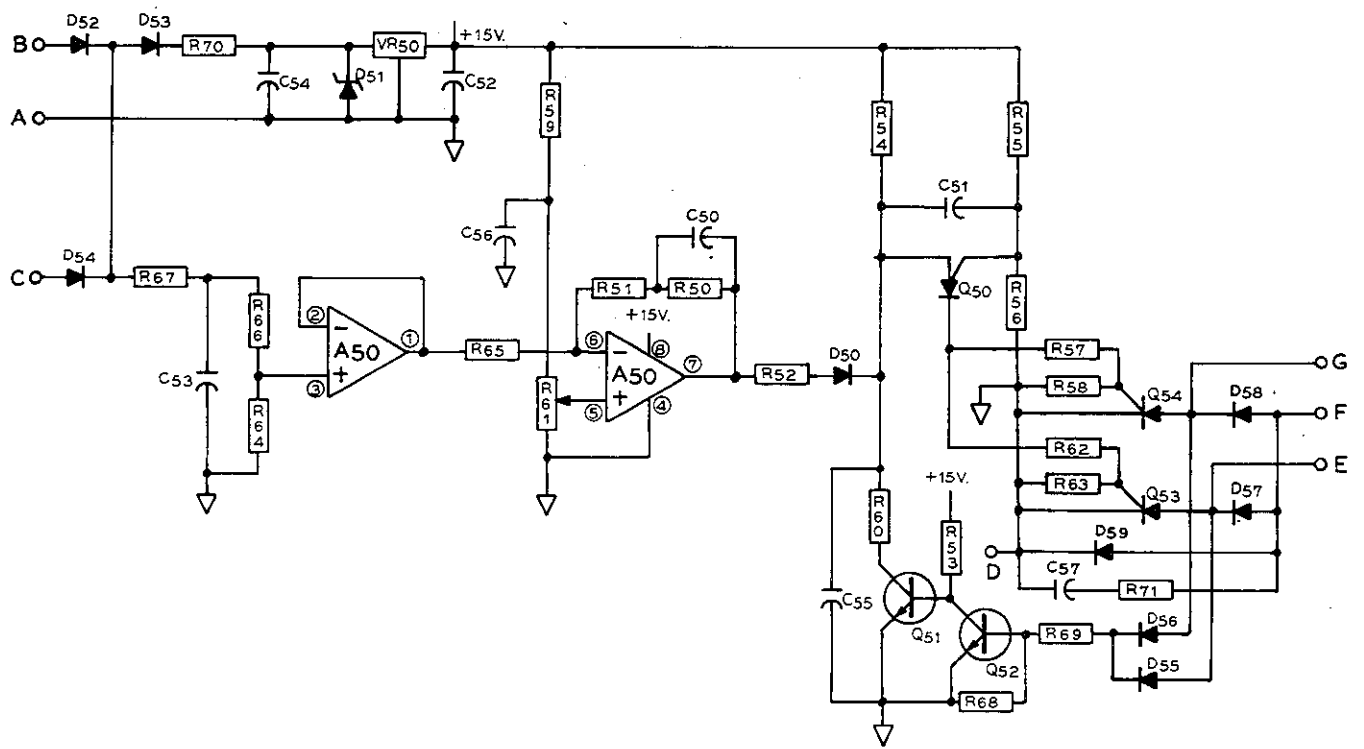 D52
D53
B
R70
VR50
+15V.
C54
D51
C52
A
R59
R54
R55
C51
C56
C50
D54
C
R67
R51
R50
Q50
R56
R66
+15V.
2
1
A50
3
R65
6
8
A50
7
5
4
R52
D50
R57
R58
G
Q54
D58
F
C53
R64
R61
R62
E
R63
Q53
D57
+15V.
R60
R53
D59
D
C57
R71
C55
Q51
Q52
R69
D56
D55
R68